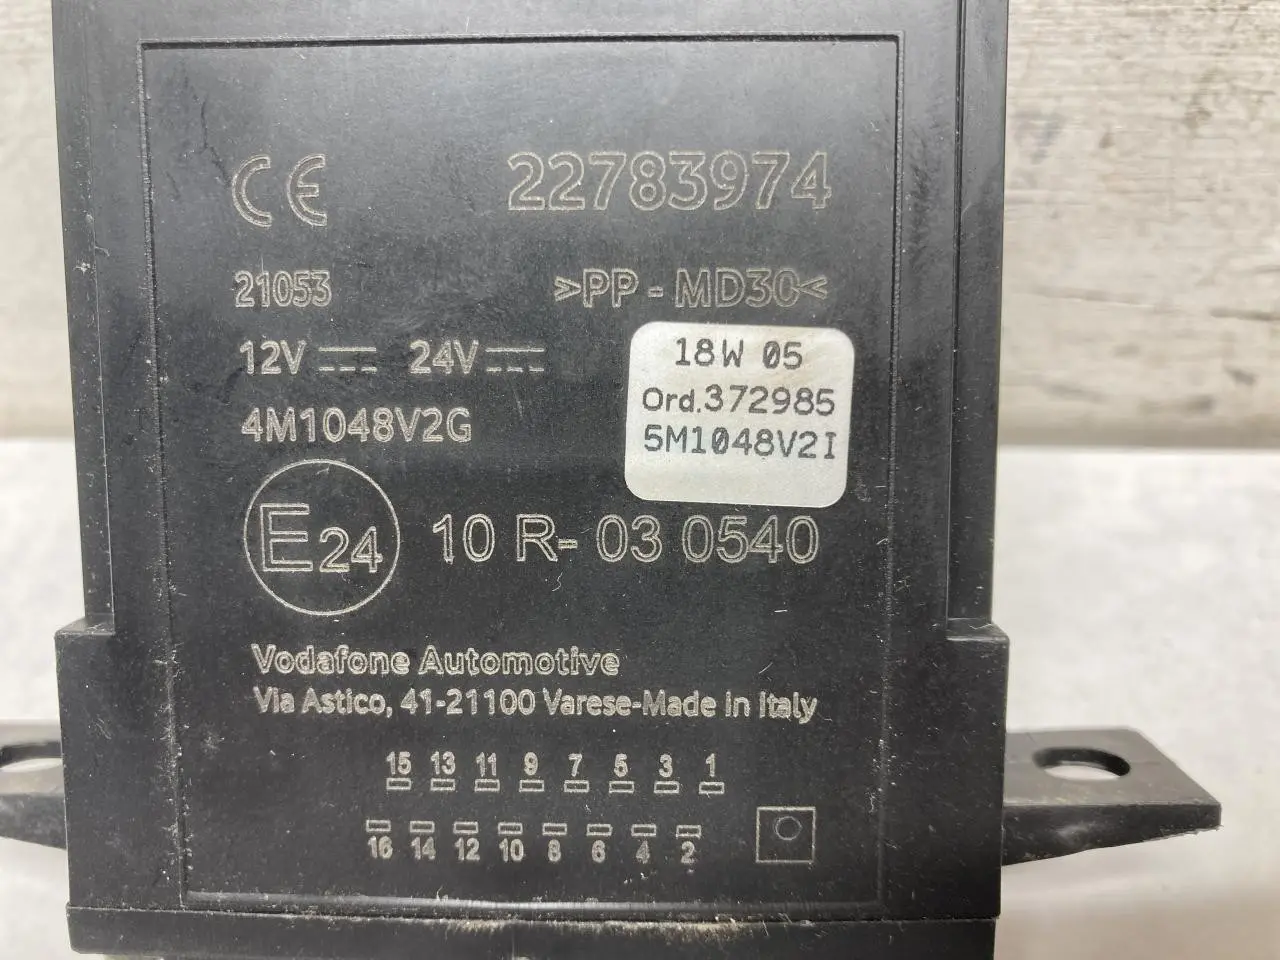 CE 22783974
21053 >PP-MD30<
12V 24V
4M1048V2G
18W 05
Ord.372985
5M1048V2I
E24 10 R-03 0540
Vodafone Automotive
Via Astico, 41-21100 Varese-Made in Italy
15 13 11 9 7 5 3 1
16 14 12 10 8 6 4 2